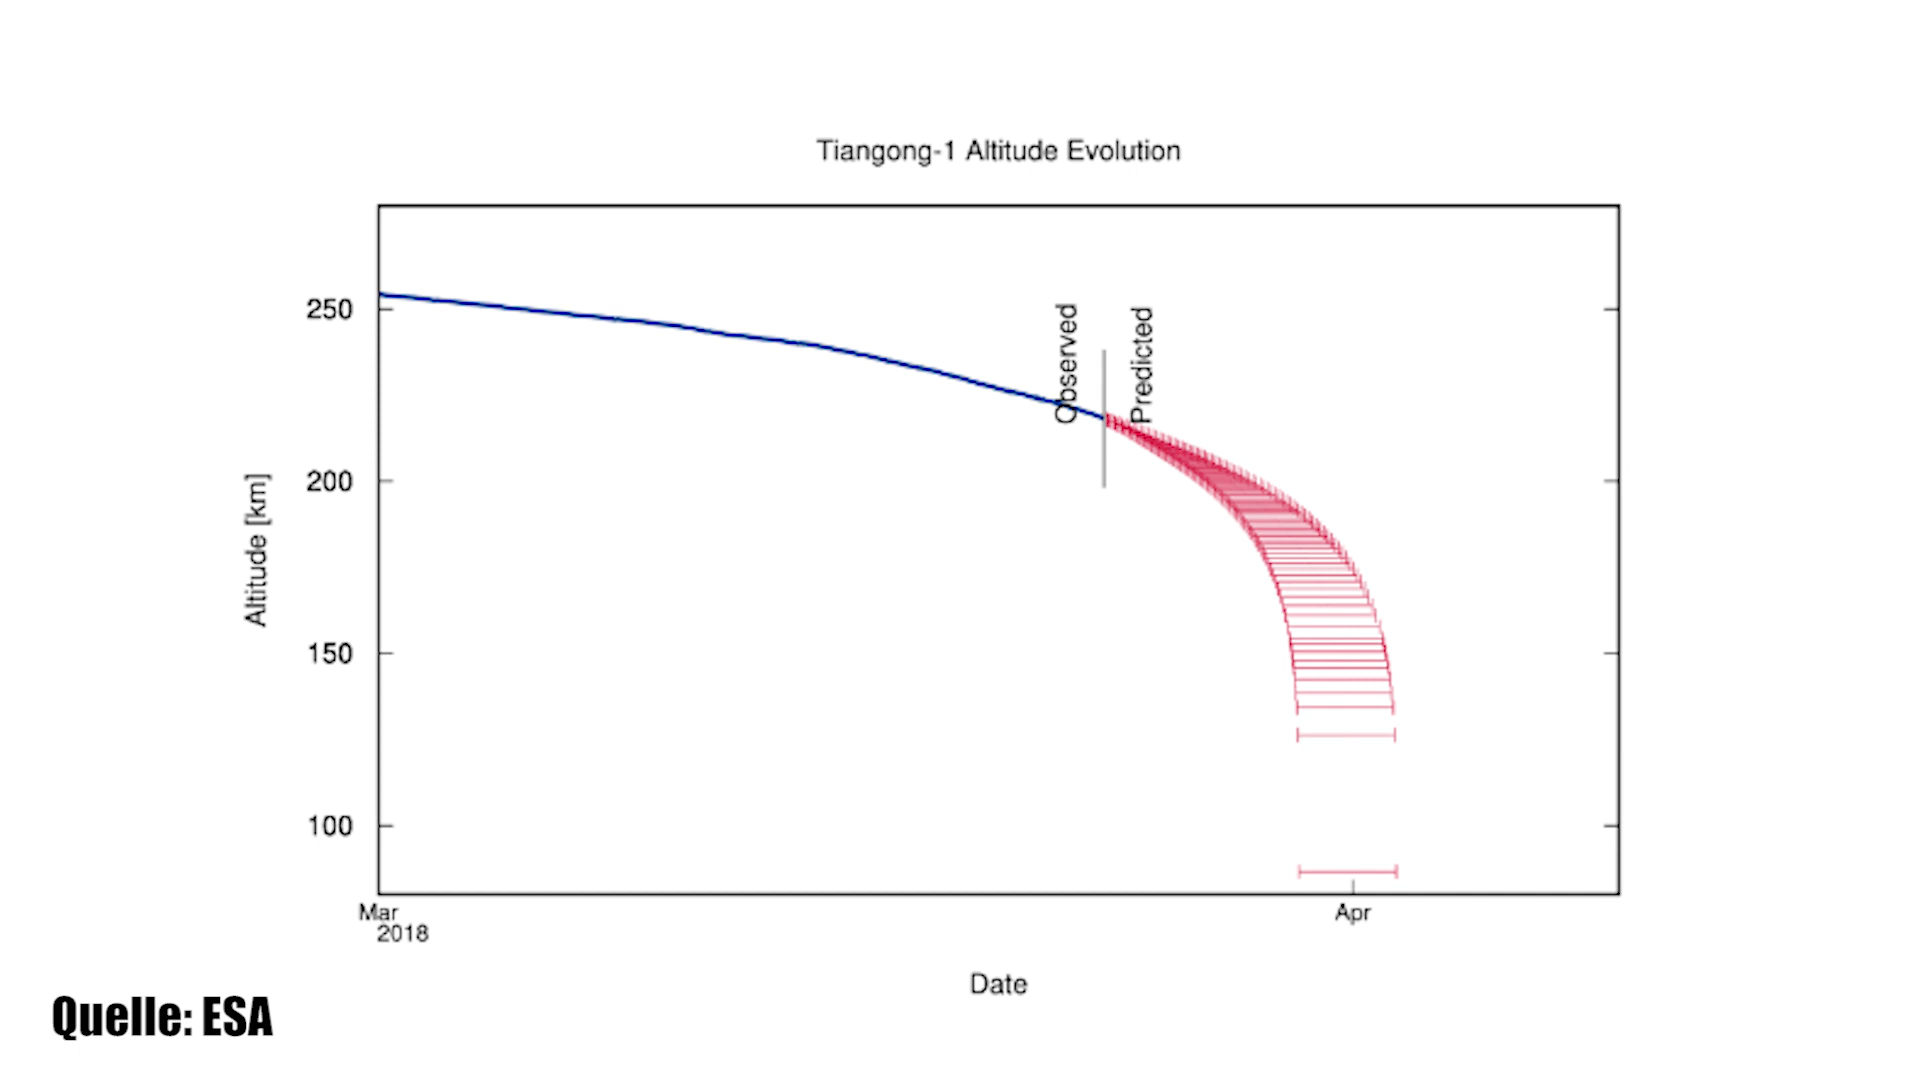 Tiangong-1 Altitude Evolution
250
200
150
100
Altitude [km]
Observed
Predicted
Mar
2018
Apr
Date
Quelle: ESA